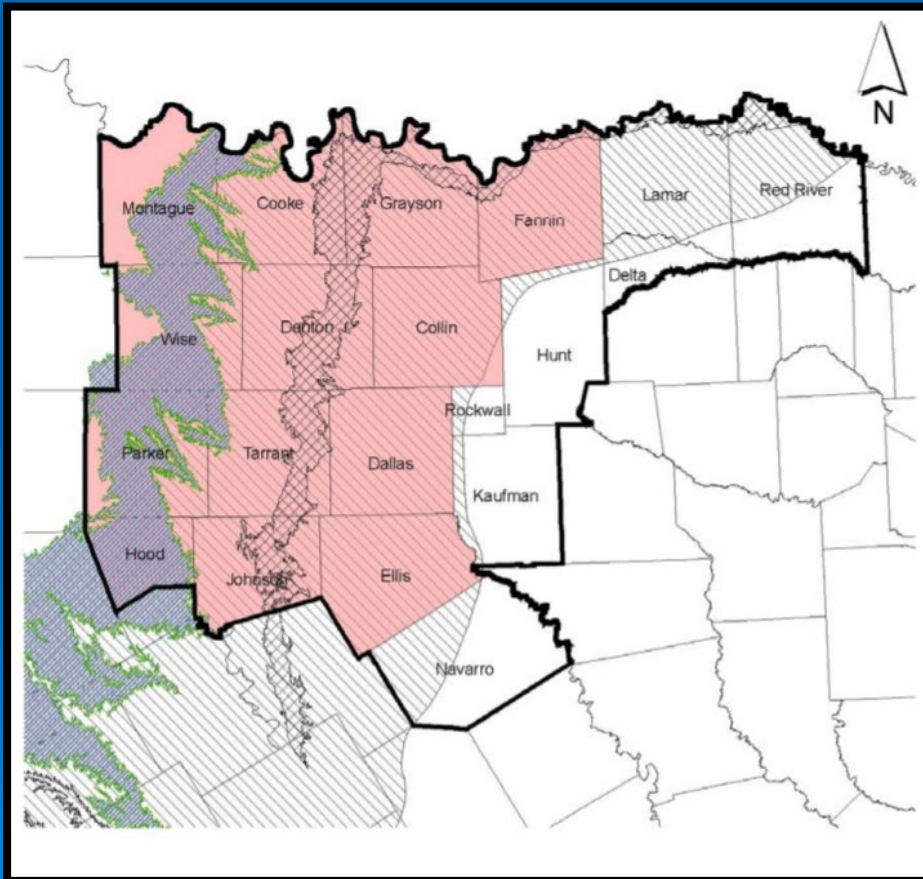 N
Montague
Cooke
Grayson
Fannin
Lamar
Red River
Delta
Wise
Denton
Collin
Hunt
Rockwall
Parker
Tarrant
Dallas
Kaufman
Hood
Johnson
Ellis
Navarro